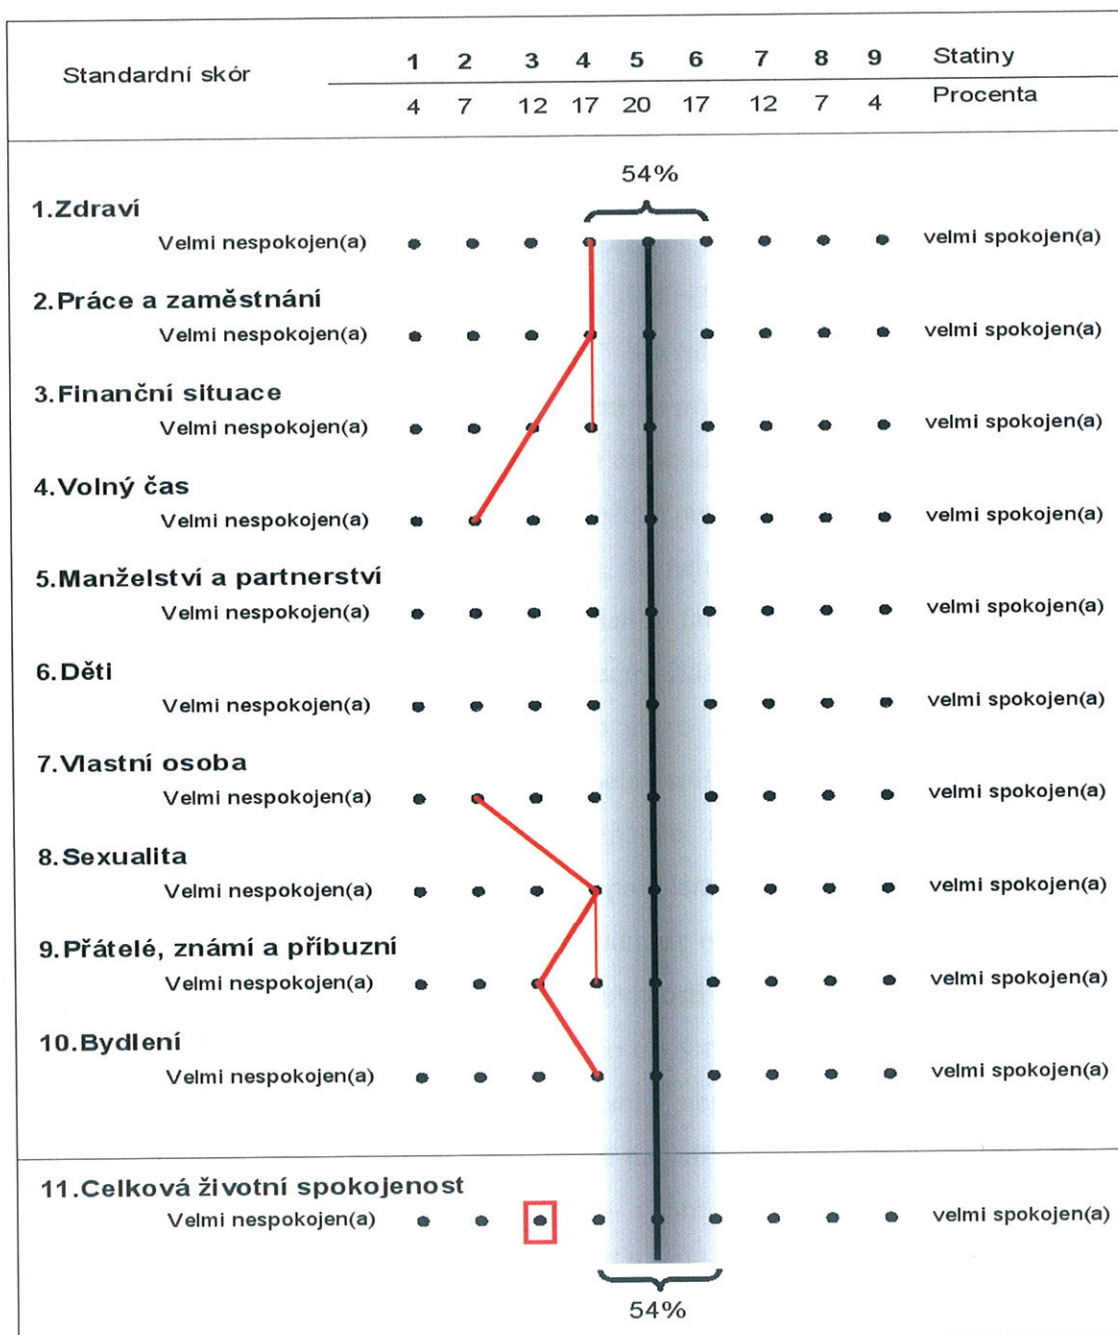 Standardní skór 1 2 3 4 5 6 7 8 9 Statiny
4 7 12 17 20 17 12 7 4 Procenta
54%
1.Zdraví
Velmi nespokojen(a) velmi spokojen(a)
2.Práce a zaměstnání
Velmi nespokojen(a) velmi spokojen(a)
3.Finanční situace
Velmi nespokojen(a) velmi spokojen(a)
4.Volný čas
Velmi nespokojen(a) velmi spokojen(a)
5.Manželství a partnerství
Velmi nespokojen(a) velmi spokojen(a)
6.Děti
Velmi nespokojen(a) velmi spokojen(a)
7.Vlastní osoba
Velmi nespokojen(a) velmi spokojen(a)
8.Sexualita
Velmi nespokojen(a) velmi spokojen(a)
9.Přátelé, známí a příbuzní
Velmi nespokojen(a) velmi spokojen(a)
10.Bydlení
Velmi nespokojen(a) velmi spokojen(a)
11.Celková životní spokojenost
Velmi nespokojen(a) velmi spokojen(a)
54%